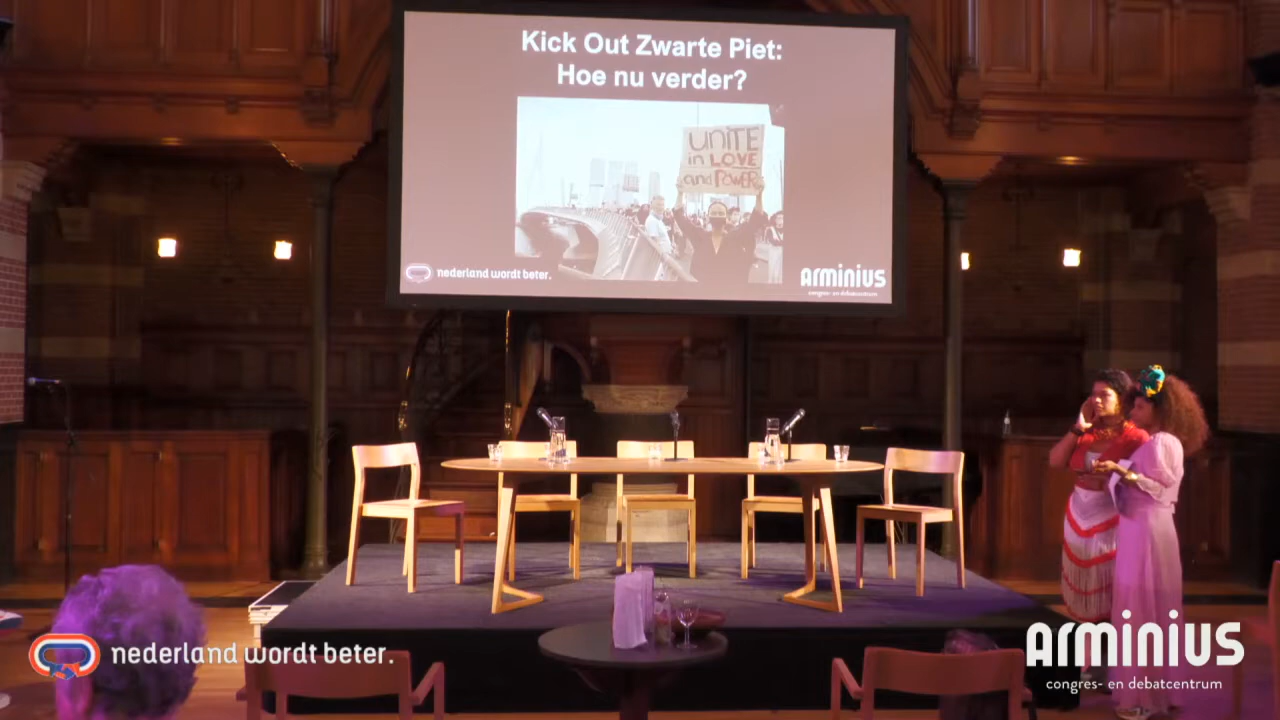 Kick Out Zwarte Piet:
Hoe nu verder?
UNITE
in LOVE
and POWER
nederland wordt beter.
arminius
congres- en debatcentrum
nederland wordt beter.
arminius
congres- en debatcentrum